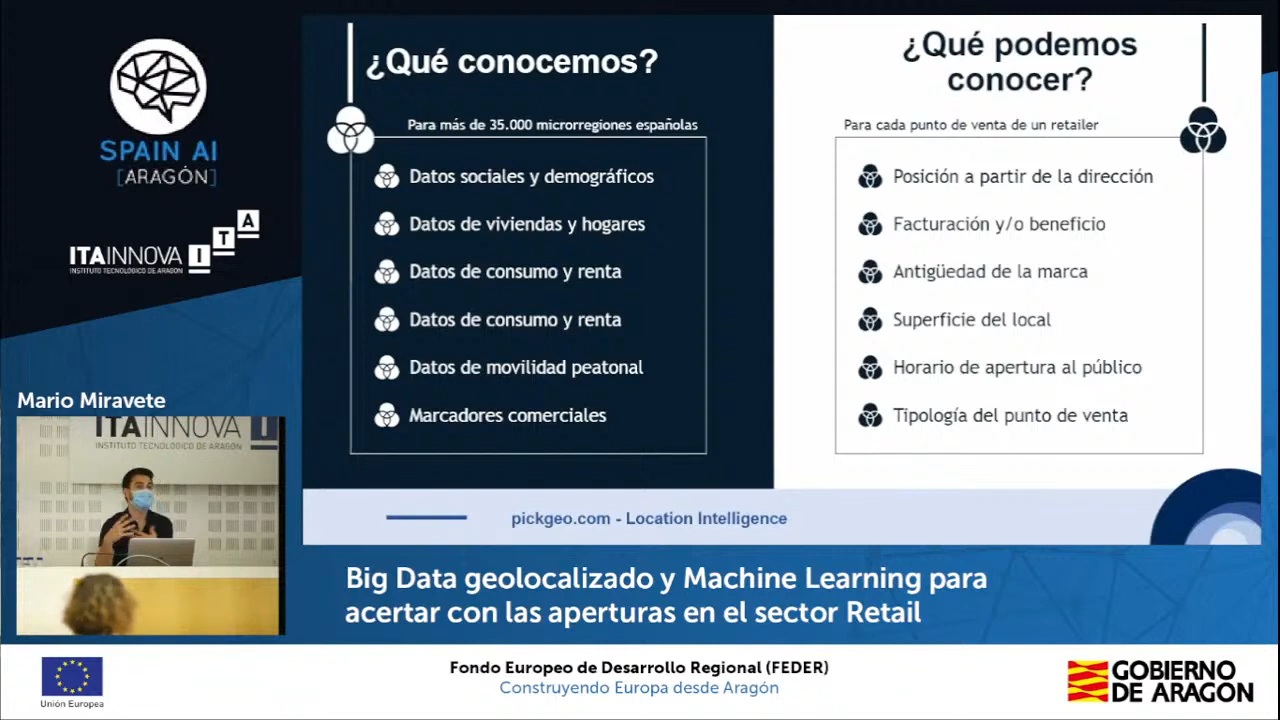 SPAIN AI
[ARAGÓN]
ITAINNOVA
INSTITUTO TECNOLÓGICO DE ARAGÓN
I T A
¿Qué conocemos?
Para más de 35.000 microrregiones españolas
Datos sociales y demográficos
Datos de viviendas y hogares
Datos de consumo y renta
Datos de consumo y renta
Datos de movilidad peatonal
Marcadores comerciales
¿Qué podemos
conocer?
Para cada punto de venta de un retailer
Posición a partir de la dirección
Facturación y/o beneficio
Antigüedad de la marca
Superficie del local
Horario de apertura al público
Tipología del punto de venta
pickgeo.com - Location Intelligence
Mario Miravete
ITAINNOVA I
INSTITUTO TECNOLÓGICO DE ARAGÓN
Big Data geolocalizado y Machine Learning para
acertar con las aperturas en el sector Retail
Unión Europea
Fondo Europeo de Desarrollo Regional (FEDER)
Construyendo Europa desde Aragón
GOBIERNO
DE ARAGON